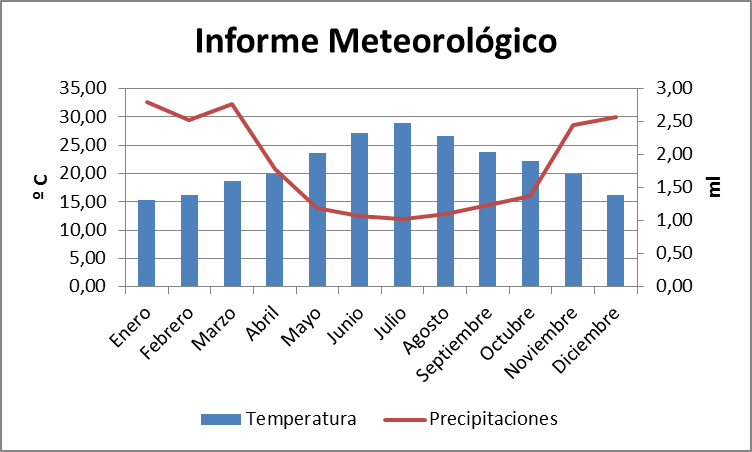 Informe Meteorológico
35,00
30,00
25,00
20,00
15,00
10,00
5,00
0,00
º C
3,00
2,50
2,00
1,50
1,00
0,50
0,00
ml
Enero
Febrero
Marzo
Abril
Mayo
Junio
Julio
Agosto
Septiembre
Octubre
Noviembre
Diciembre
Temperatura
Precipitaciones